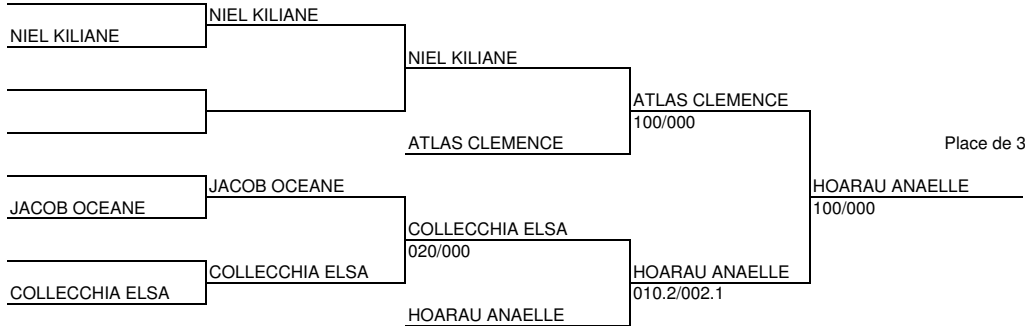 NIEL KILIANE
NIEL KILIANE
NIEL KILIANE
ATLAS CLEMENCE
100/000
ATLAS CLEMENCE
Place de 3
JACOB OCEANE
HOARAU ANAELLE
JACOB OCEANE
100/000
COLLECCHIA ELSA
020/000
COLLECCHIA ELSA
HOARAU ANAELLE
COLLECCHIA ELSA
010.2/002.1
HOARAU ANAELLE